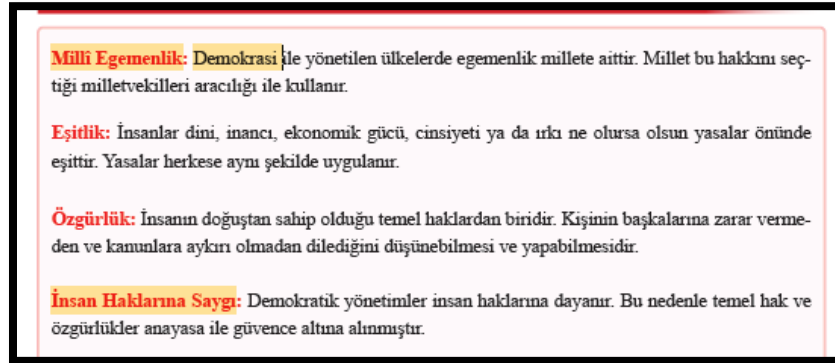 Millî Egemenlik: Demokrasi ile yönetilen ülkelerde egemenlik millete aittir. Millet bu hakkını seç-
tiği milletvekilleri aracılığı ile kullanır.
Eşitlik: İnsanlar dini, inancı, ekonomik gücü, cinsiyeti ya da ırkı ne olursa olsun yasalar önünde
eşittir. Yasalar herkese aynı şekilde uygulanır.
Özgürlük: İnsanın doğuştan sahip olduğu temel haklardan biridir. Kişinin başkalarına zarar verme-
den ve kanunlara aykırı olmadan dilediğini düşünebilmesi ve yapabilmesidir.
İnsan Haklarına Saygı: Demokratik yönetimler insan haklarına dayanır. Bu nedenle temel hak ve
özgürlükler anayasa ile güvence altına alınmıştır.